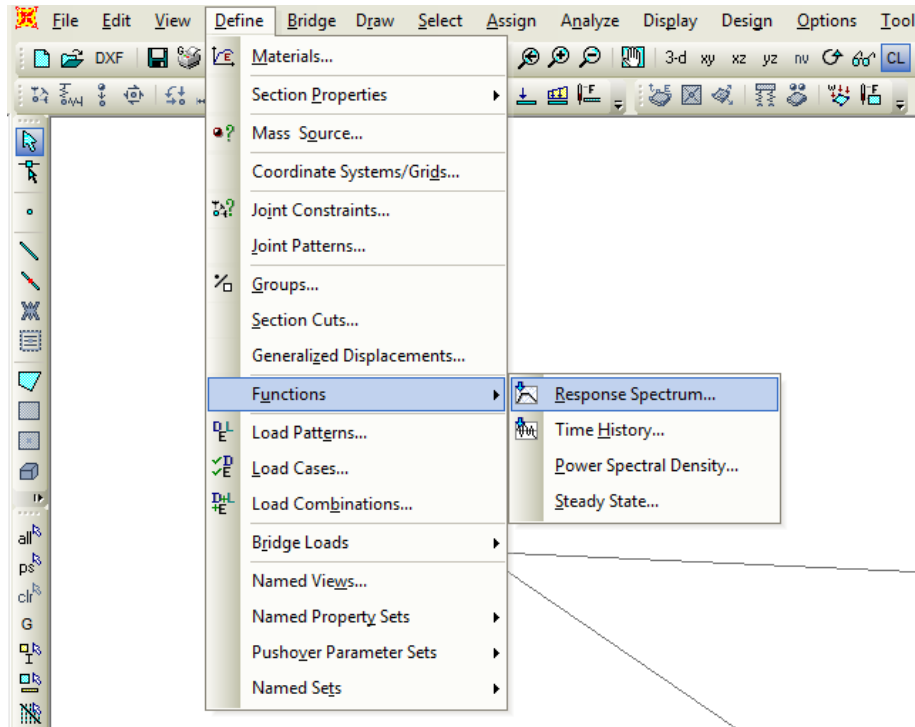 File Edit View Define Bridge Draw Select Assign Analyze Display Design Options Tool
DXF 3-d xy xz yz nv CL
Materials...
Section Properties
Mass Source...
Coordinate Systems/Grids...
Joint Constraints...
Joint Patterns...
Groups...
Section Cuts...
Generalized Displacements...
Functions
Response Spectrum...
Time History...
Power Spectral Density...
Steady State...
Load Patterns...
Load Cases...
Load Combinations...
Bridge Loads
Named Views...
Named Property Sets
Pushover Parameter Sets
Named Sets
all
ps
clr
G